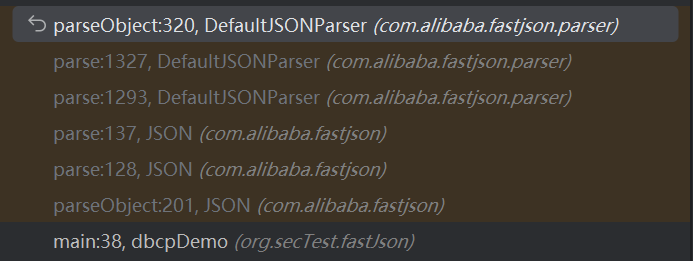 parseObject:320, DefaultJSONParser (com.alibaba.fastjson.parser)
parse:1327, DefaultJSONParser (com.alibaba.fastjson.parser)
parse:1293, DefaultJSONParser (com.alibaba.fastjson.parser)
parse:137, JSON (com.alibaba.fastjson)
parse:128, JSON (com.alibaba.fastjson)
parseObject:201, JSON (com.alibaba.fastjson)
main:38, dbcpDemo (org.secTest.fastJson)